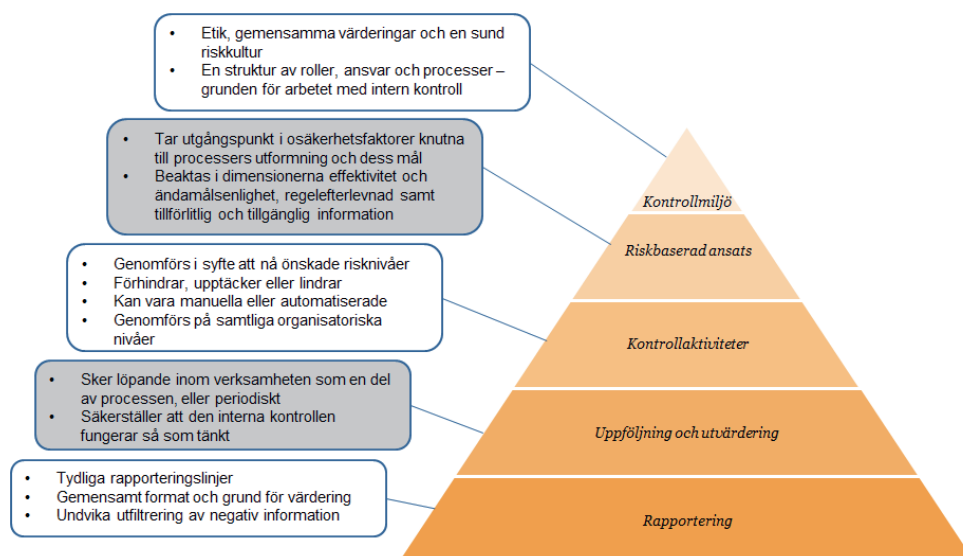 • Etik, gemensamma värderingar och en sund
riskkultur
• En struktur av roller, ansvar och processer –
grunden för arbetet med intern kontroll
Kontrollmiljö
• Tar utgångspunkt i osäkerhetsfaktorer knutna
till processers utformning och dess mål
• Beaktas i dimensionerna effektivitet och
ändamålsenlighet, regelefterlevnad samt
tillförlitlig och tillgänglig information
Riskbaserad ansats
• Genomförs i syfte att nå önskade risknivåer
• Förhindrar, upptäcker eller lindrar
• Kan vara manuella eller automatiserade
• Genomförs på samtliga organisatoriska
nivåer
Kontrollaktiviteter
• Sker löpande inom verksamheten som en del
av processen, eller periodiskt
• Säkerställer att den interna kontrollen
fungerar så som tänkt
Uppföljning och utvärdering
• Tydliga rapporteringslinjer
• Gemensamt format och grund för värdering
• Undvika utfiltrering av negativ information
Rapportering